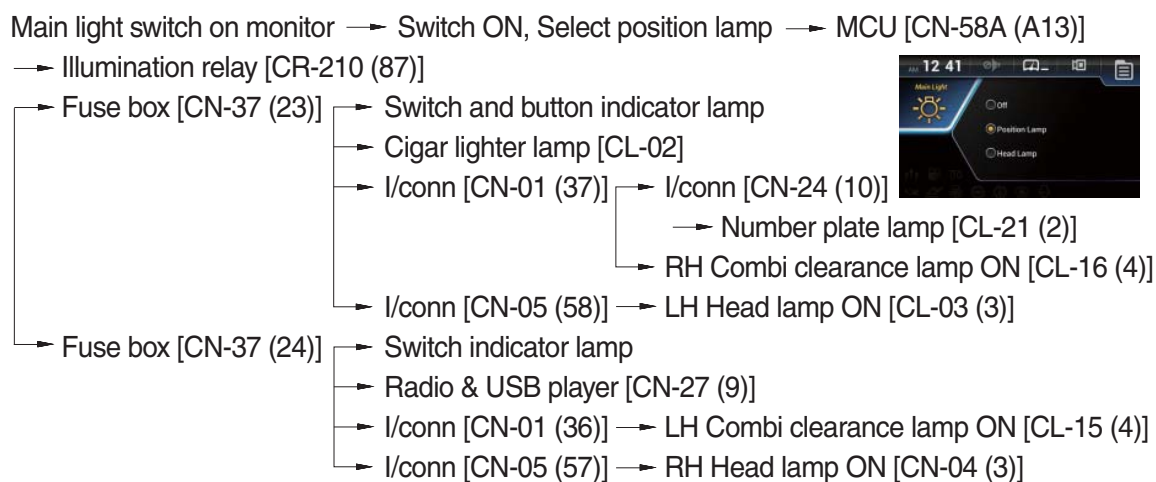 Main light switch on monitor → Switch ON, Select position lamp → MCU [CN-58A (A13)]
→ Illumination relay [CR-210 (87)]
AM 12 41
Main Light
Off
Position Lamp
Head Lamp
→ Fuse box [CN-37 (23)] → Switch and button indicator lamp
→ Cigar lighter lamp [CL-02]
→ I/conn [CN-01 (37)] → I/conn [CN-24 (10)]
→ Number plate lamp [CL-21 (2)]
→ RH Combi clearance lamp ON [CL-16 (4)]
→ I/conn [CN-05 (58)] → LH Head lamp ON [CL-03 (3)]
→ Fuse box [CN-37 (24)] → Switch indicator lamp
→ Radio & USB player [CN-27 (9)]
→ I/conn [CN-01 (36)] → LH Combi clearance lamp ON [CL-15 (4)]
→ I/conn [CN-05 (57)] → RH Head lamp ON [CN-04 (3)]